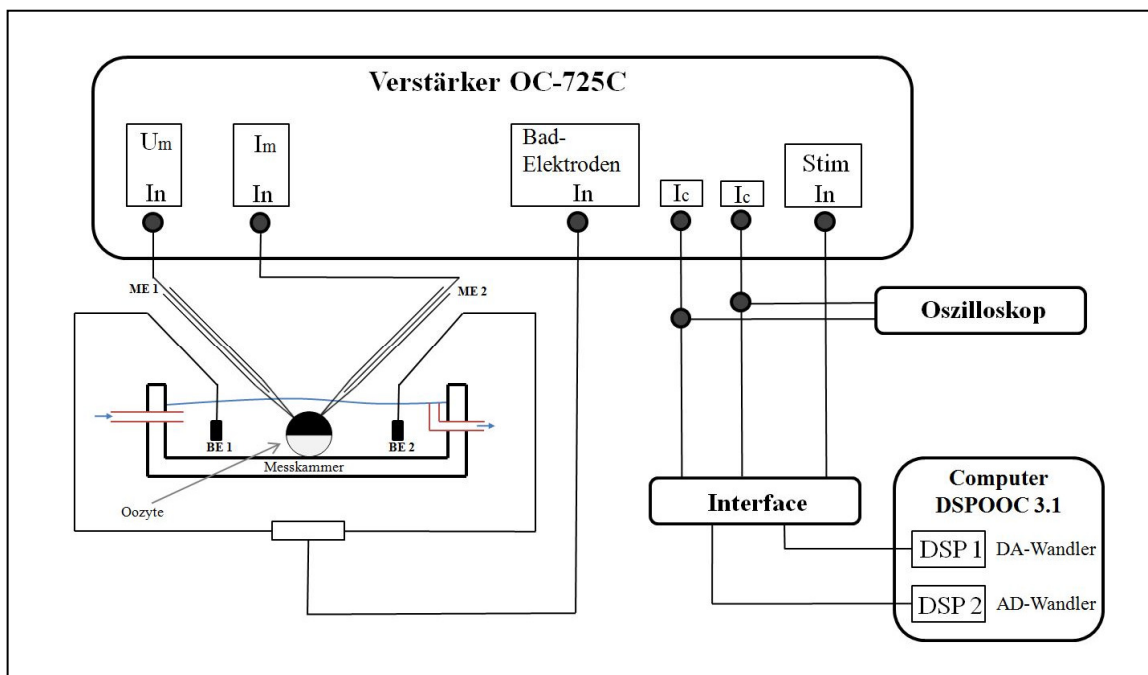 Verstärker OC-725C
Um
In
Im
In
Bad-
Elektroden
In
Ic
Ic
Stim
In
ME 1
ME 2
Oszilloskop
BE 1
BE 2
Messkammer
Oozyte
Interface
Computer
DSPOOC 3.1
DSP 1 DA-Wandler
DSP 2 AD-Wandler